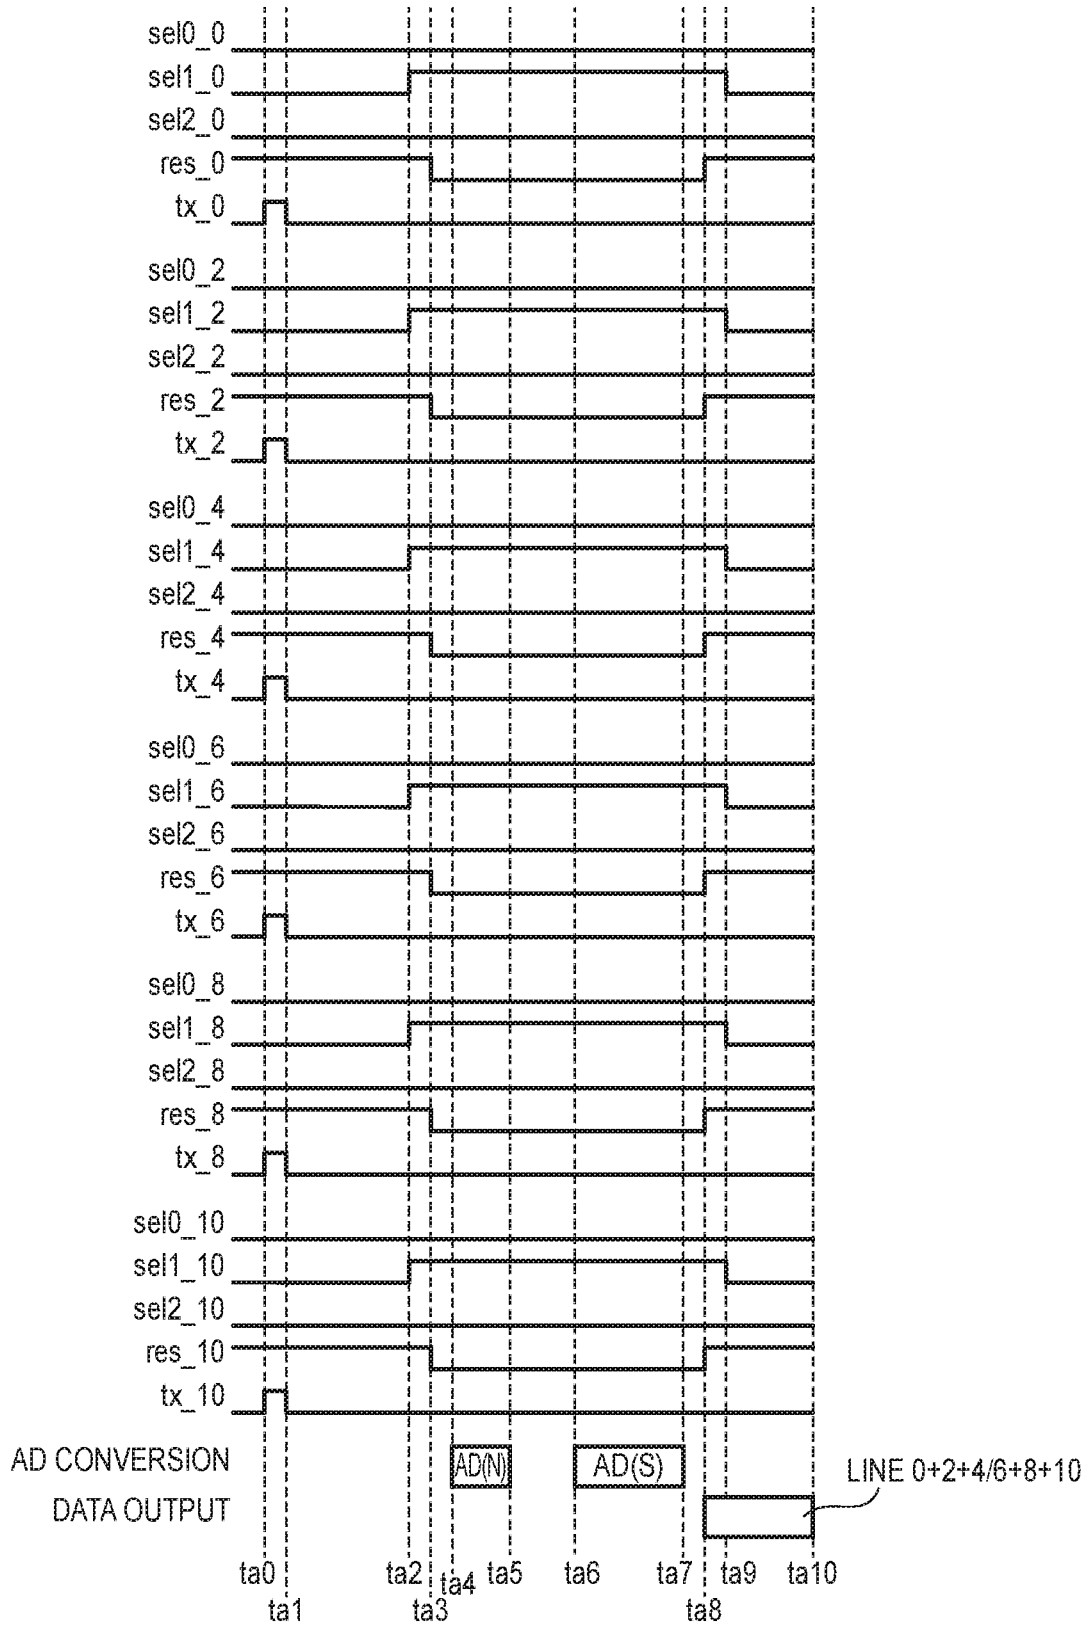 sel0_0
sel1_0
sel2_0
res_0
tx_0
sel0_2
sel1_2
sel2_2
res_2
tx_2
sel0_4
sel1_4
sel2_4
res_4
tx_4
sel0_6
sel1_6
sel2_6
res_6
tx_6
sel0_8
sel1_8
sel2_8
res_8
tx_8
sel0_10
sel1_10
sel2_10
res_10
tx_10
AD CONVERSION AD(N) AD(S)
LINE 0+2+4/6+8+10
DATA OUTPUT
ta0 ta2 ta4 ta5 ta6 ta7 ta9 ta10
ta1 ta3 ta8